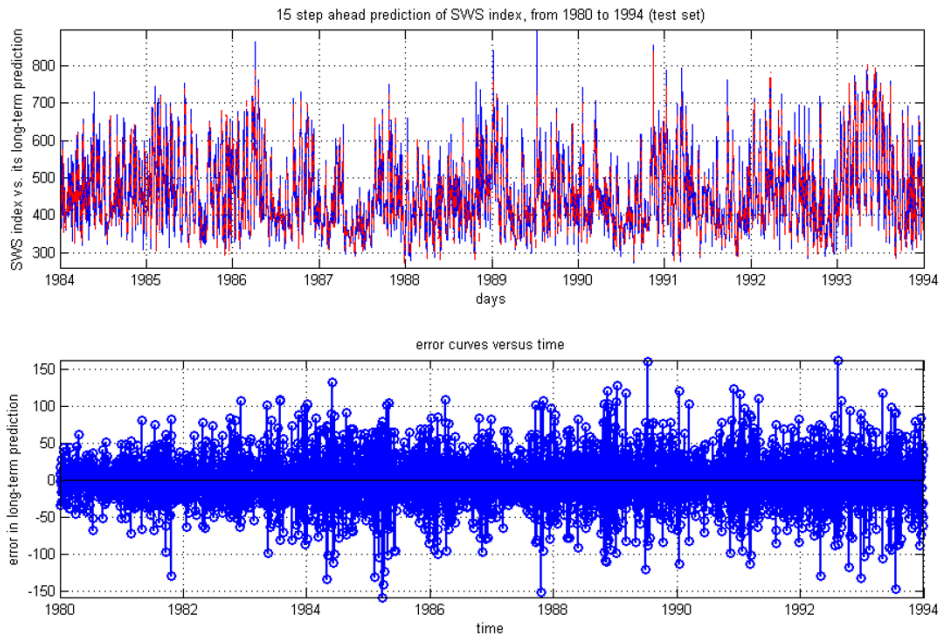 15 step ahead prediction of SWS index, from 1980 to 1994 (test set)
SWS index vs. its long-term prediction
800
700
600
500
400
300
1984 1985 1986 1987 1988 1989 1990 1991 1992 1993 1994
days
error curves versus time
error in long-term prediction
150
100
50
0
-50
-100
-150
1980 1982 1984 1986 1988 1990 1992 1994
time